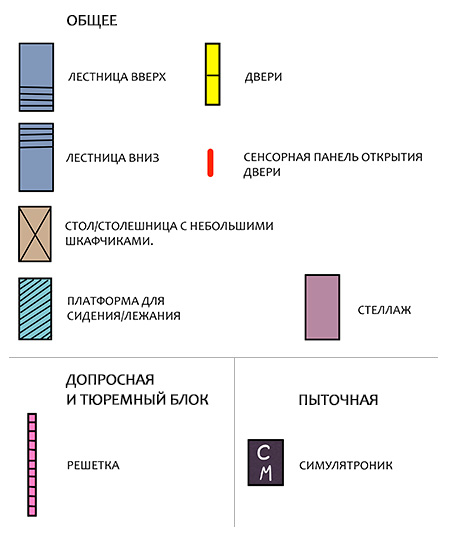 ОБЩЕЕ
ЛЕСТНИЦА ВВЕРХ
ДВЕРИ
ЛЕСТНИЦА ВНИЗ
СЕНСОРНАЯ ПАНЕЛЬ ОТКРЫТИЯ
ДВЕРИ
СТОЛ/СТОЛЕШНИЦА С НЕБОЛЬШИМИ
ШКАФЧИКАМИ.
ПЛАТФОРМА ДЛЯ
СИДЕНИЯ/ЛЕЖАНИЯ
СТЕЛЛАЖ
ДОПРОСНАЯ
И ТЮРЕМНЫЙ БЛОК
РЕШЕТКА
ПЫТОЧНАЯ
С
М
СИМУЛЯТРОНИК